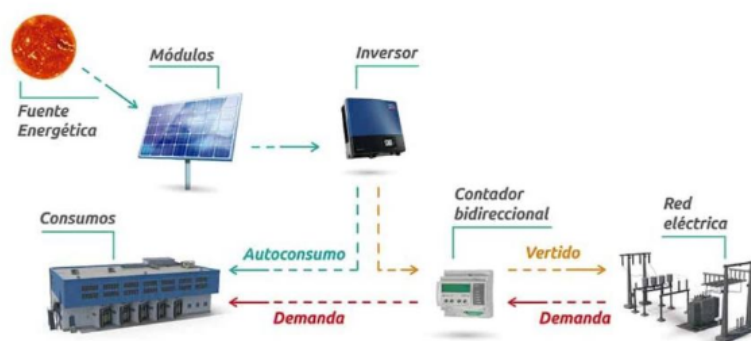 Módulos
Inversor
Fuente
Energética
Consumos
Contador
bidireccional
Red
eléctrica
Autoconsumo
Vertido
Demanda
Demanda